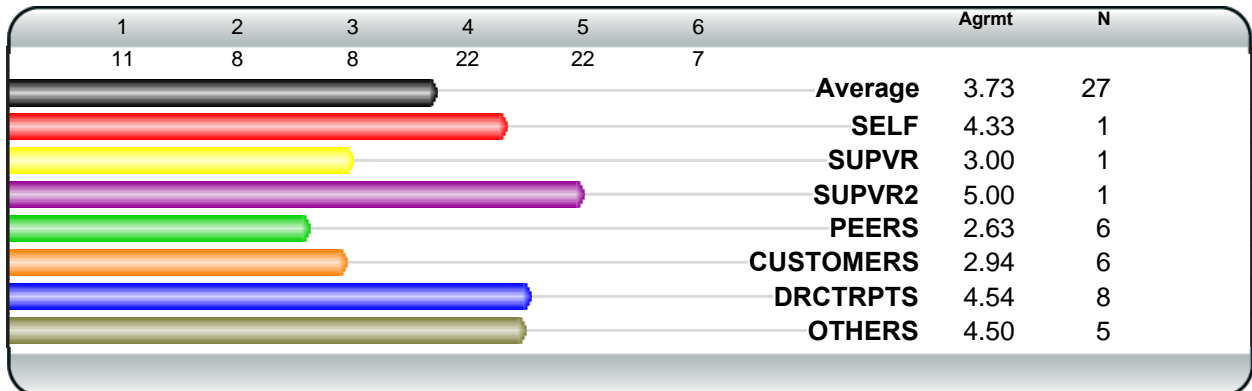 1 2 3 4 5 6 Agrmt N
11 8 8 22 22 7
Average 3.73 27
SELF 4.33 1
SUPVR 3.00 1
SUPVR2 5.00 1
PEERS 2.63 6
CUSTOMERS 2.94 6
DRCTRPTS 4.54 8
OTHERS 4.50 5